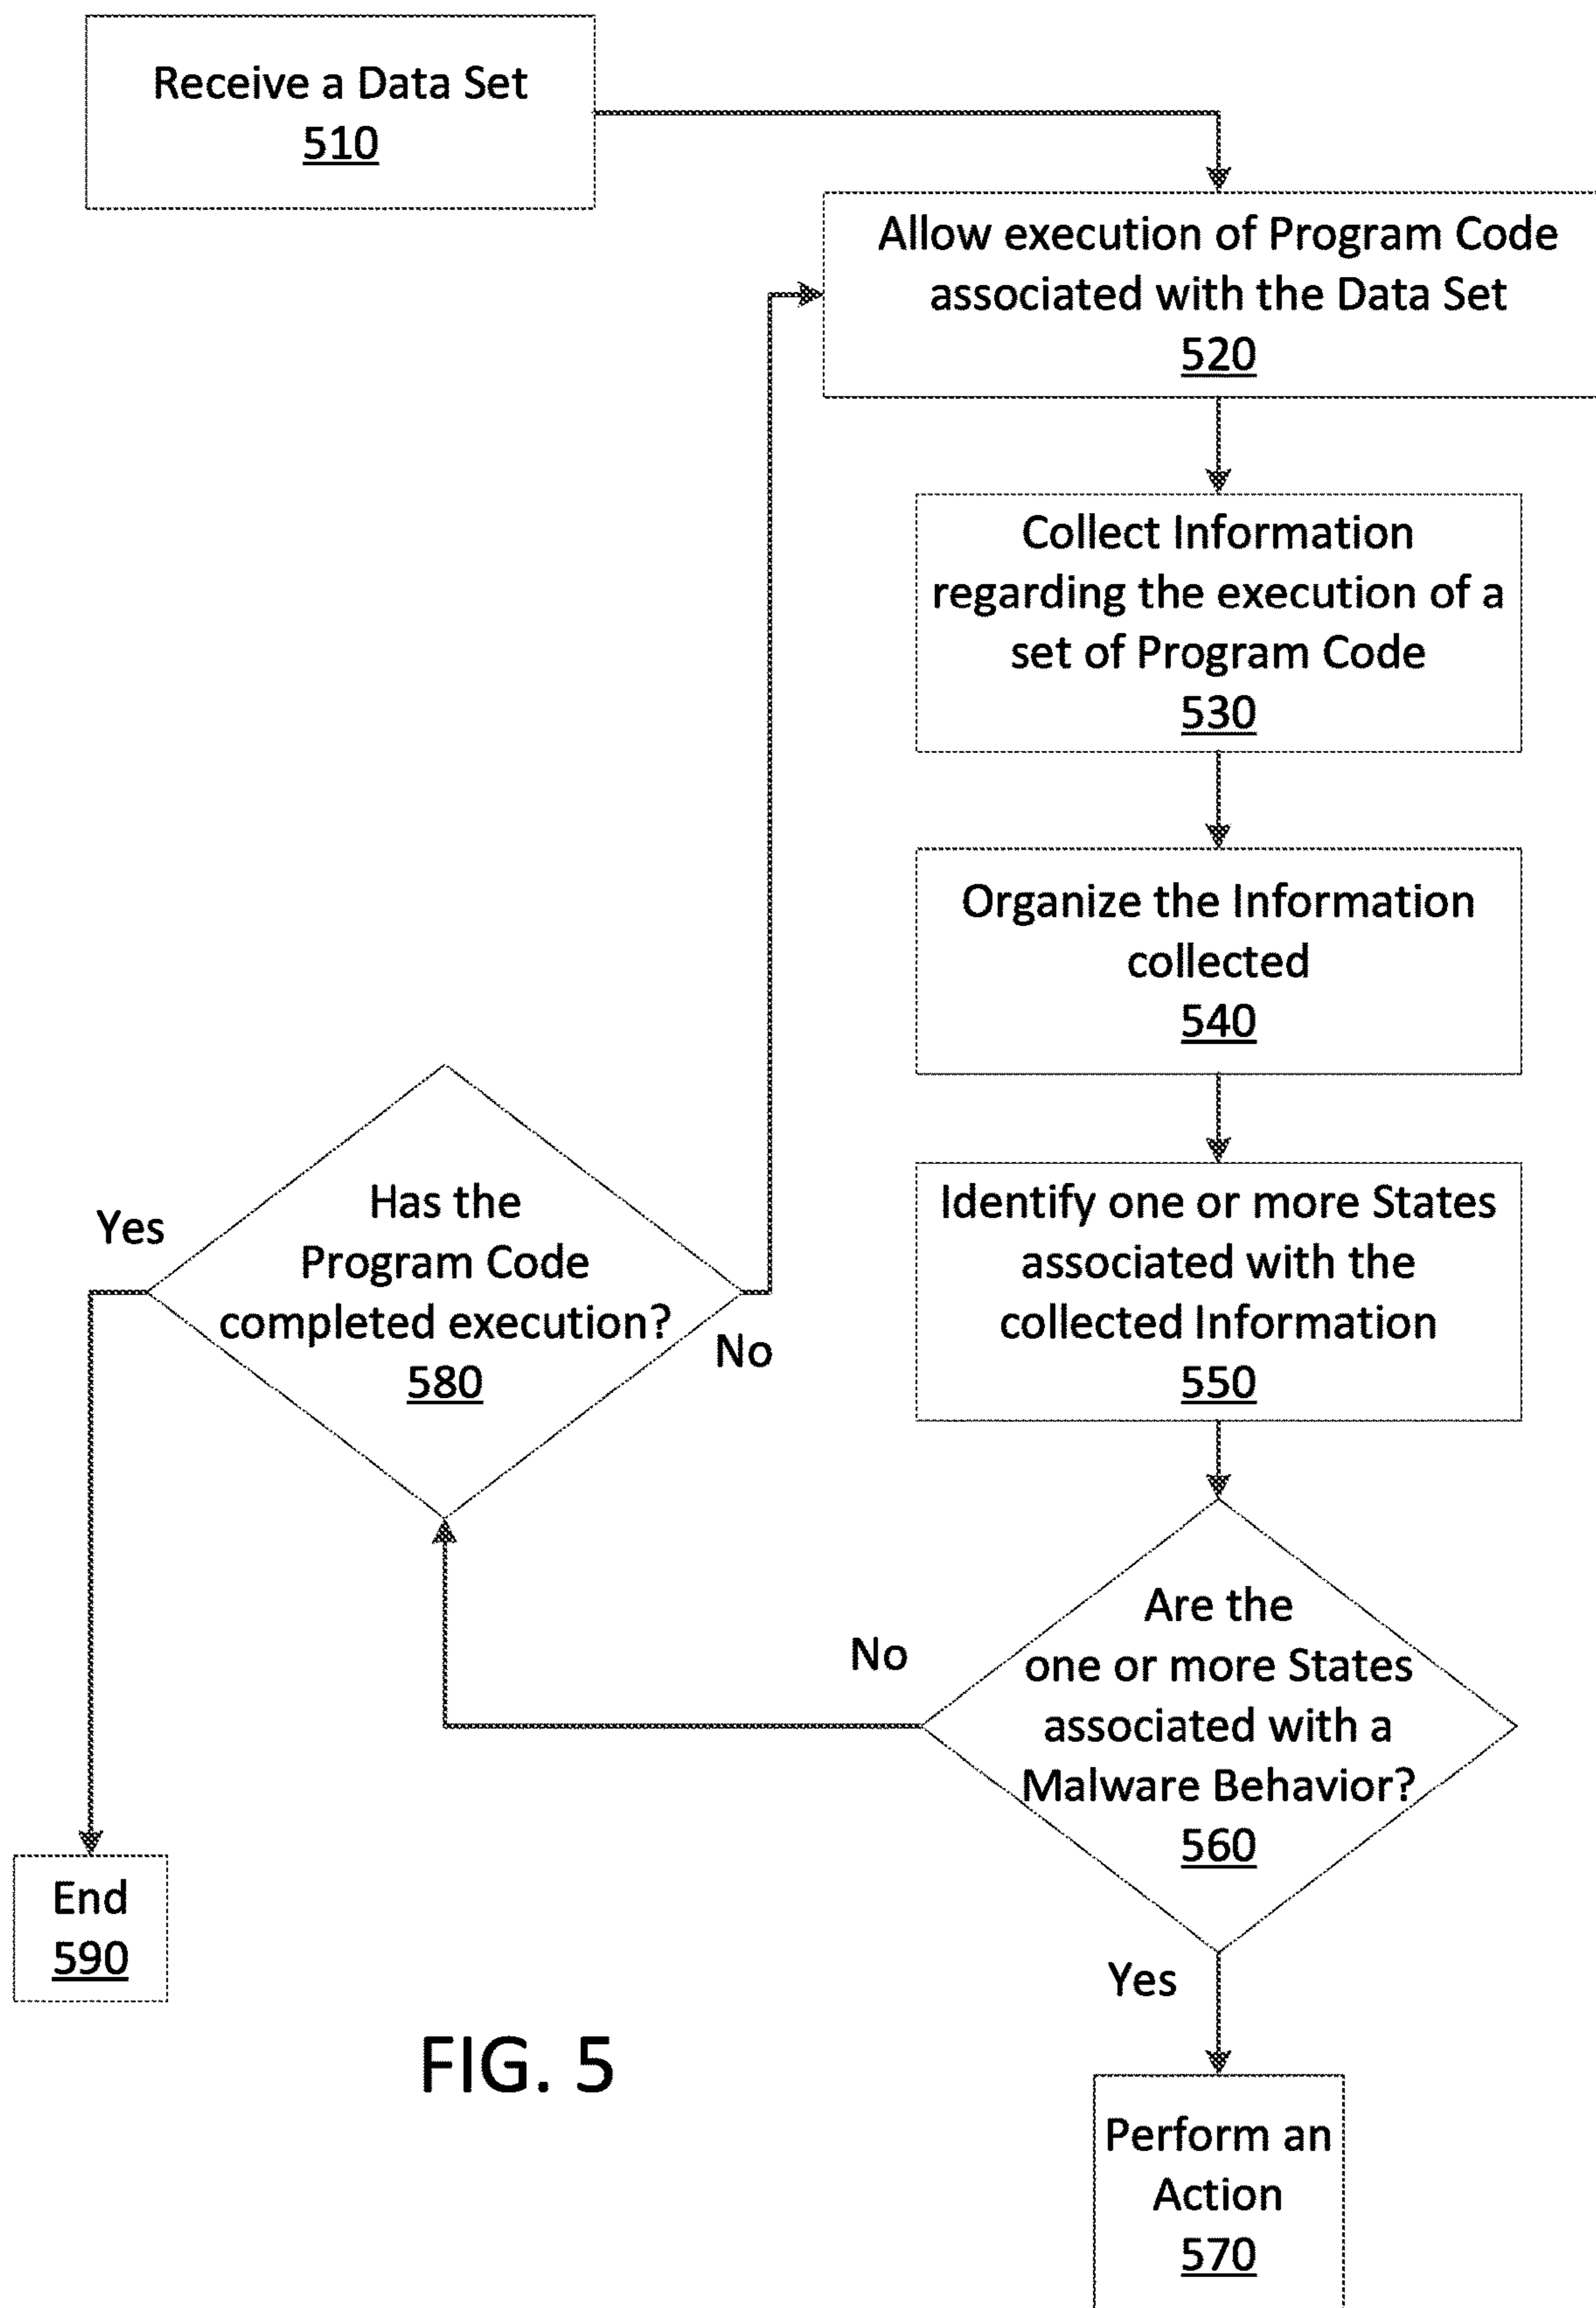 Receive a Data Set
510
Allow execution of Program Code
associated with the Data Set
520
Collect Information
regarding the execution of a
set of Program Code
530
Organize the Information
collected
540
Identify one or more States
associated with the
collected Information
550
Yes
Has the
Program Code
completed execution?
580
No
No
Are the
one or more States
associated with a
Malware Behavior?
560
Yes
End
590
Perform an
Action
570
FIG. 5